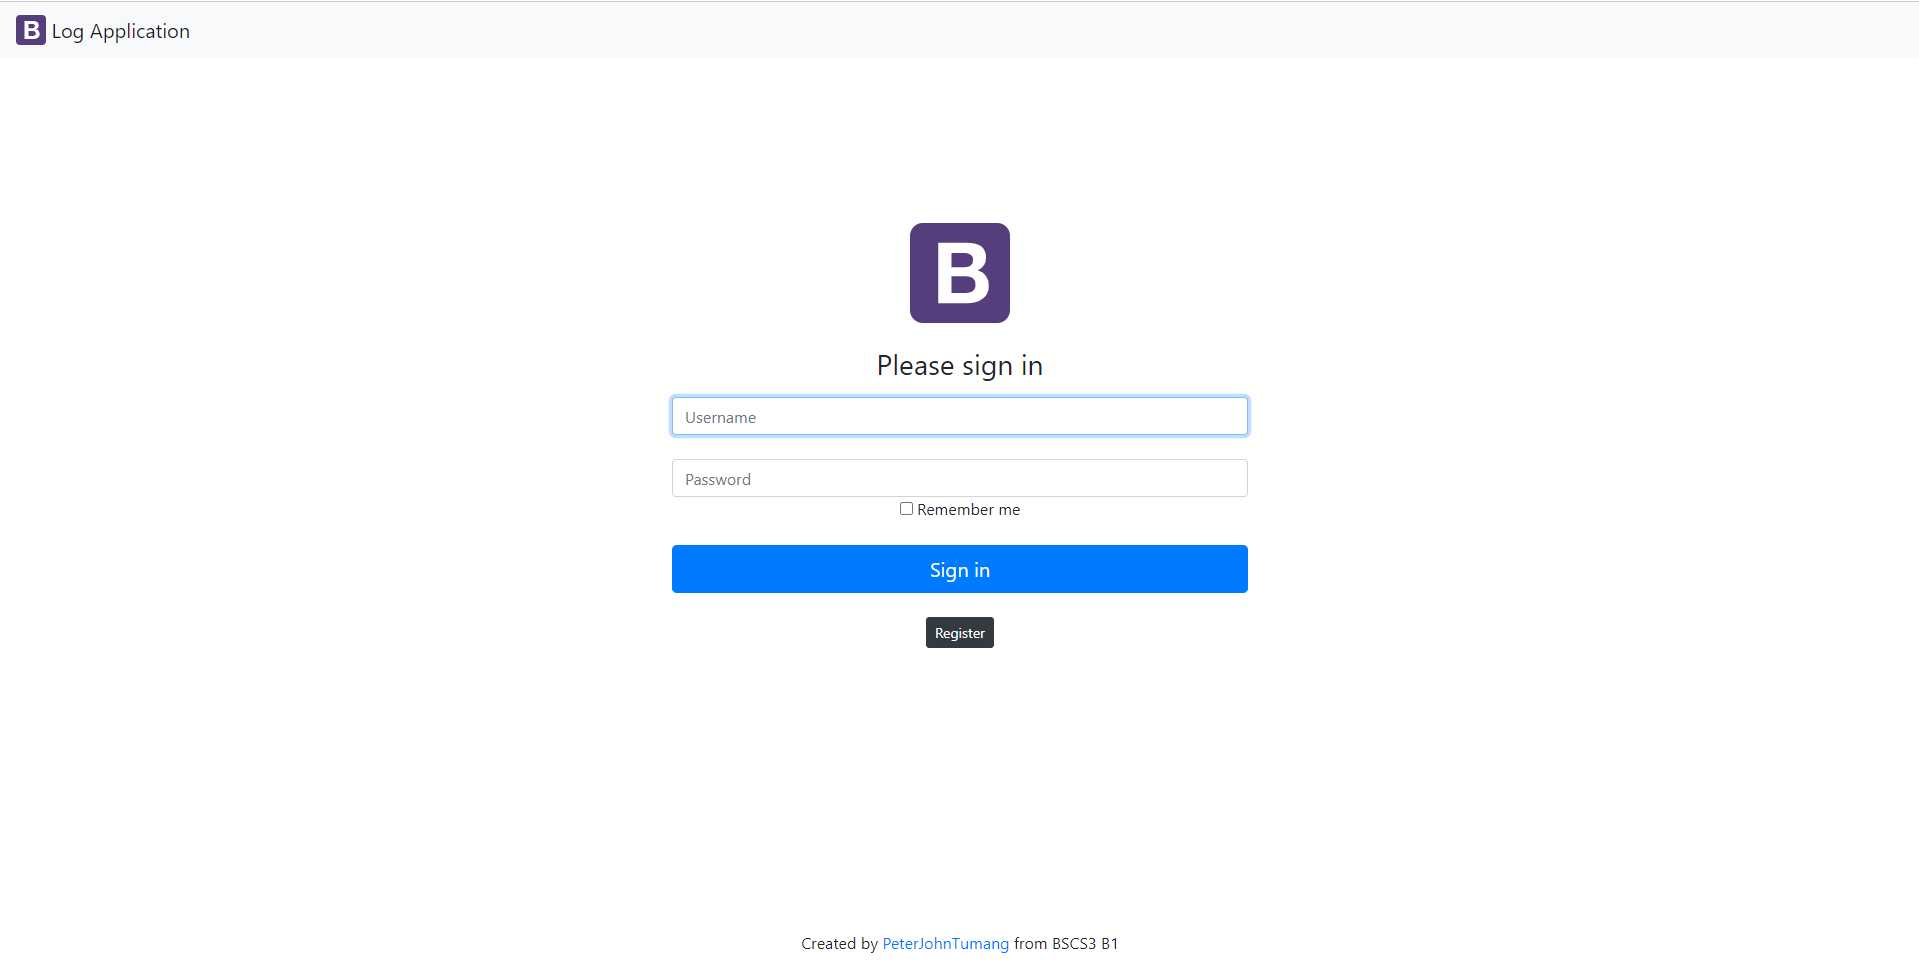 B Log Application
B
Please sign in
Username
Password
Remember me
Sign in
Register
Created by PeterJohnTumang from BSCS3 B1